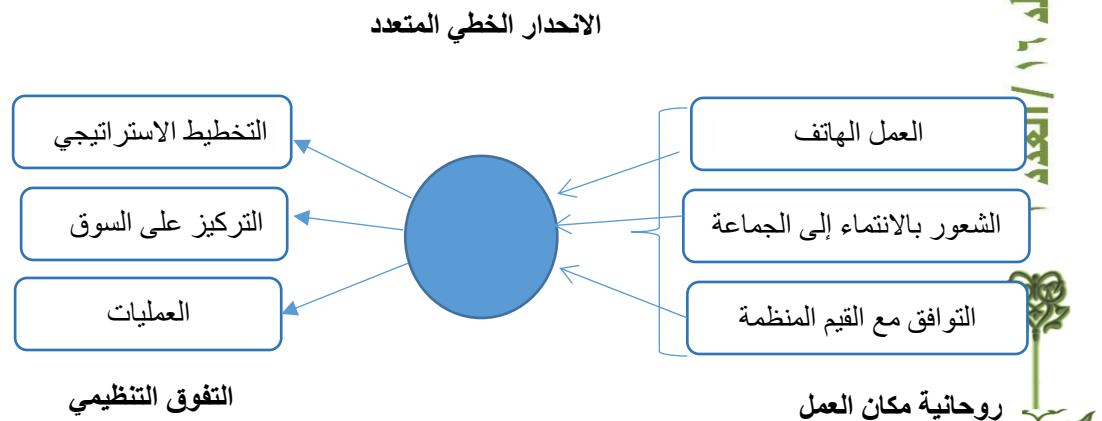 الانحدار الخطي المتعدد
العمل الهاتف
التخطيط الاستراتيجي
الشعور بالانتماء إلى الجماعة
التركيز على السوق
التوافق مع القيم المنظمة
العمليات
روحانية مكان العمل
التفوق التنظيمي